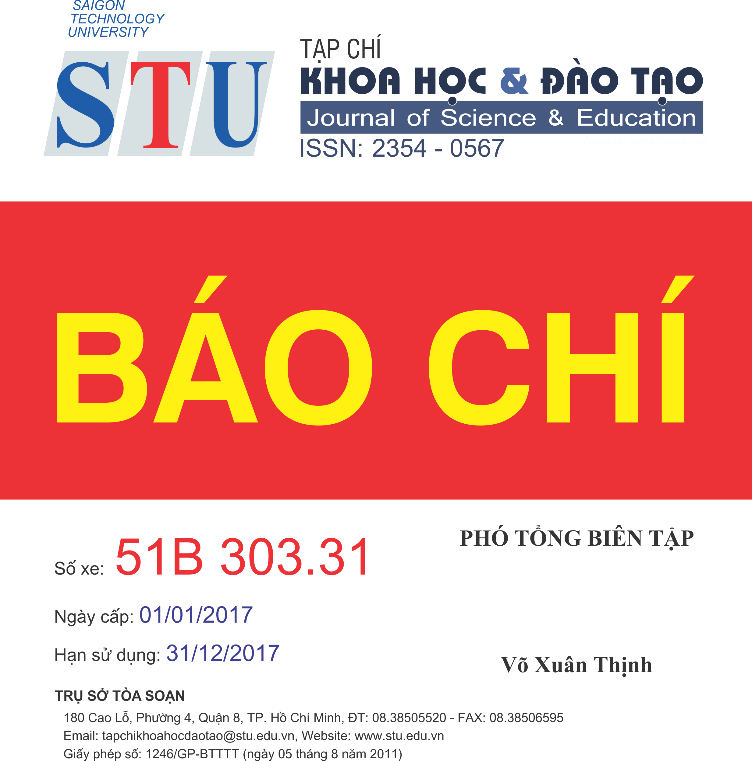 SAIGON
TECHNOLOGY
UNIVERSITY
STU
TẠP CHÍ
KHOA HỌC & ĐÀO TẠO
Journal of Science & Education
ISSN: 2354 - 0567
BÁO CHÍ
Số xe: 51B 303.31
PHÓ TỔNG BIÊN TẬP
Ngày cấp: 01/01/2017
Hạn sử dụng: 31/12/2017
Võ Xuân Thịnh
TRỤ SỞ TÒA SOẠN
180 Cao Lỗ, Phường 4, Quận 8, TP. Hồ Chí Minh, ĐT: 08.38505520 - FAX: 08.38506595
Email: tapchikhoahocdaotao@stu.edu.vn, Website: www.stu.edu.vn
Giấy phép số: 1246/GP-BTTTT (ngày 05 tháng 8 năm 2011)